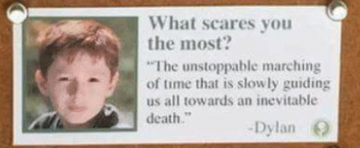 What scares you
the most?
"The unstoppable marching
of time that is slowly guiding
us all towards an inevitable
death."
-Dylan